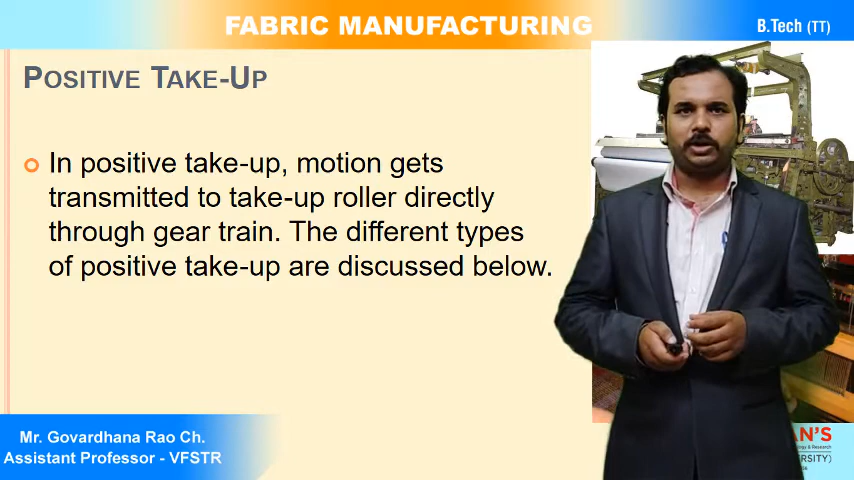 FABRIC MANUFACTURING
B.Tech (TT)
POSITIVE TAKE-UP
In positive take-up, motion gets
transmitted to take-up roller directly
through gear train. The different types
of positive take-up are discussed below.
Mr. Govardhana Rao Ch.
Assistant Professor - VFSTR